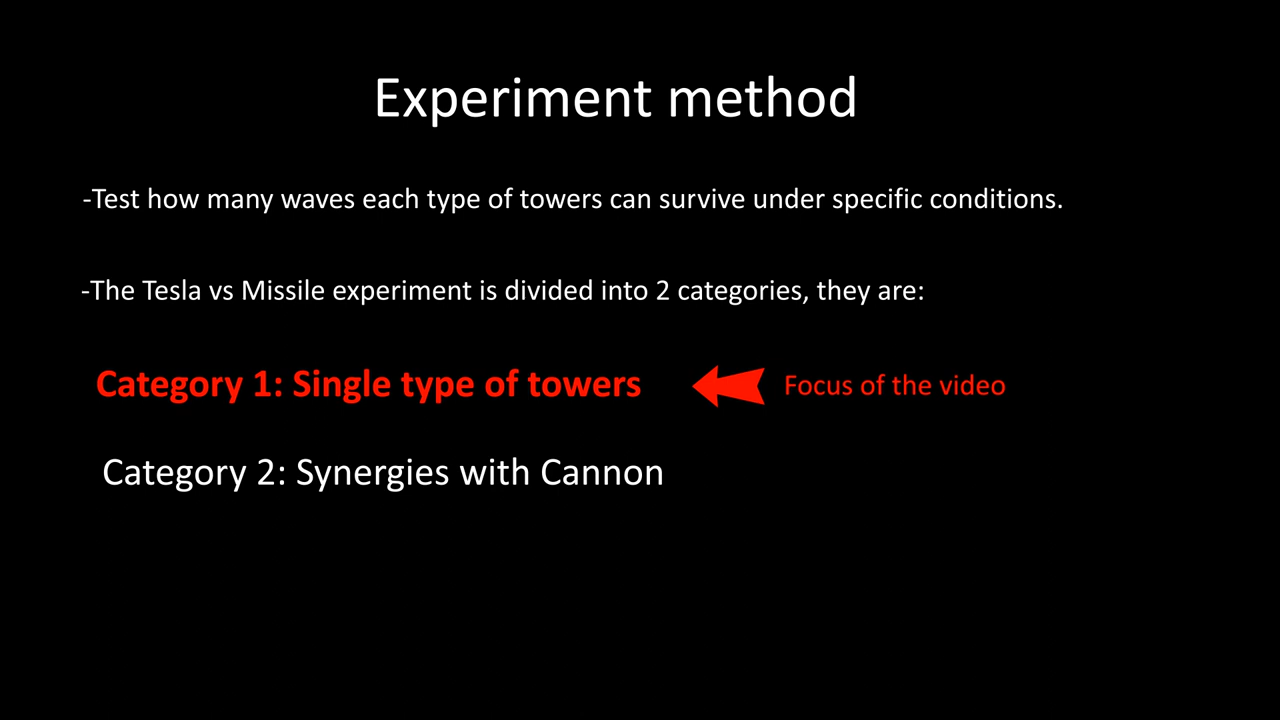 Experiment method
-Test how many waves each type of towers can survive under specific conditions.
-The Tesla vs Missile experiment is divided into 2 categories, they are:
Category 1: Single type of towers
Focus of the video
Category 2: Synergies with Cannon